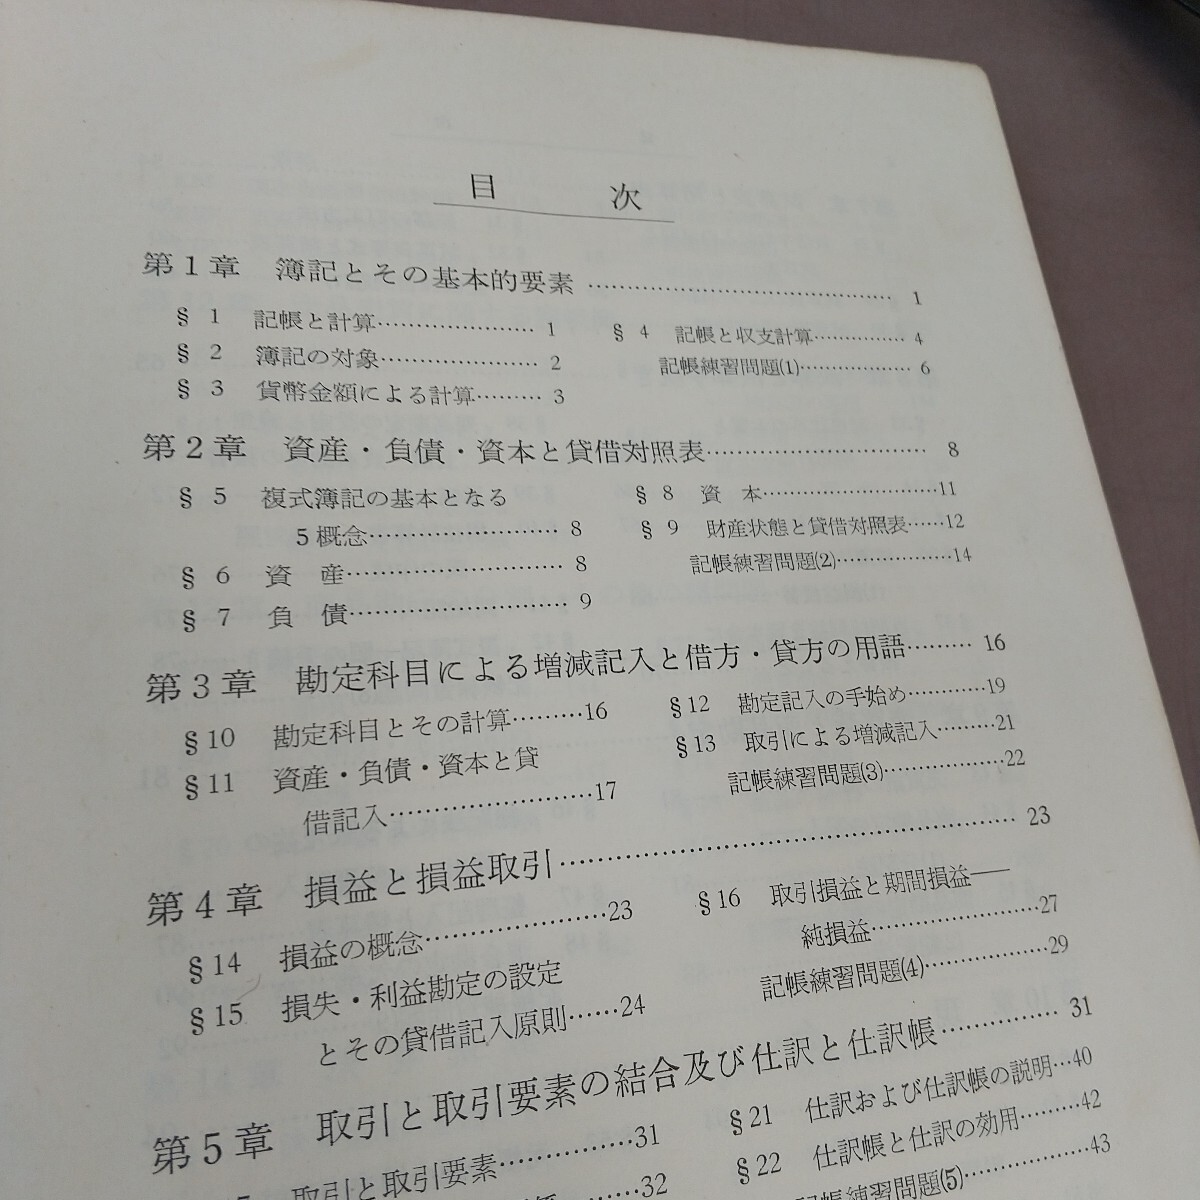 目 次
第1章 簿記とその基本的要素……………………………… 1
§ 1 記帳と計算………………… 1
§ 2 簿記の対象………………… 2
§ 3 貨幣金額による計算……… 3
§ 4 記帳と収支計算…………… 4
記帳練習問題(1)……………… 6
第2章 資産・負債・資本と貸借対照表……………………… 8
§ 5 複式簿記の基本となる
5概念…………………… 8
§ 6 資 産…………………… 8
§ 7 負 債…………………… 9
§ 8 資 本……………………11
§ 9 財産状態と貸借対照表……12
記帳練習問題(2)………………14
第3章 勘定科目による増減記入と借方・貸方の用語……… 16
§10 勘定科目とその計算………16
§11 資産・負債・資本と貸
借記入……………………17
§12 勘定記入の手始め…………19
§13 取引による増減記入………21
記帳練習問題(3)………………22
第4章 損益と損益取引……………………………………… 23
§14 損益の概念…………………23
§15 損失・利益勘定の設定
とその貸借記入原則……24
§16 取引損益と期間損益――
純損益……………………27
記帳練習問題(4)………………29
第5章 取引と取引要素の結合及び仕訳と仕訳帳…………… 31
取引と取引要素……………31
32
§21 仕訳および仕訳帳の説明…40
§22 仕訳帳と仕訳の効用………42
記帳練習問題(5)………………43